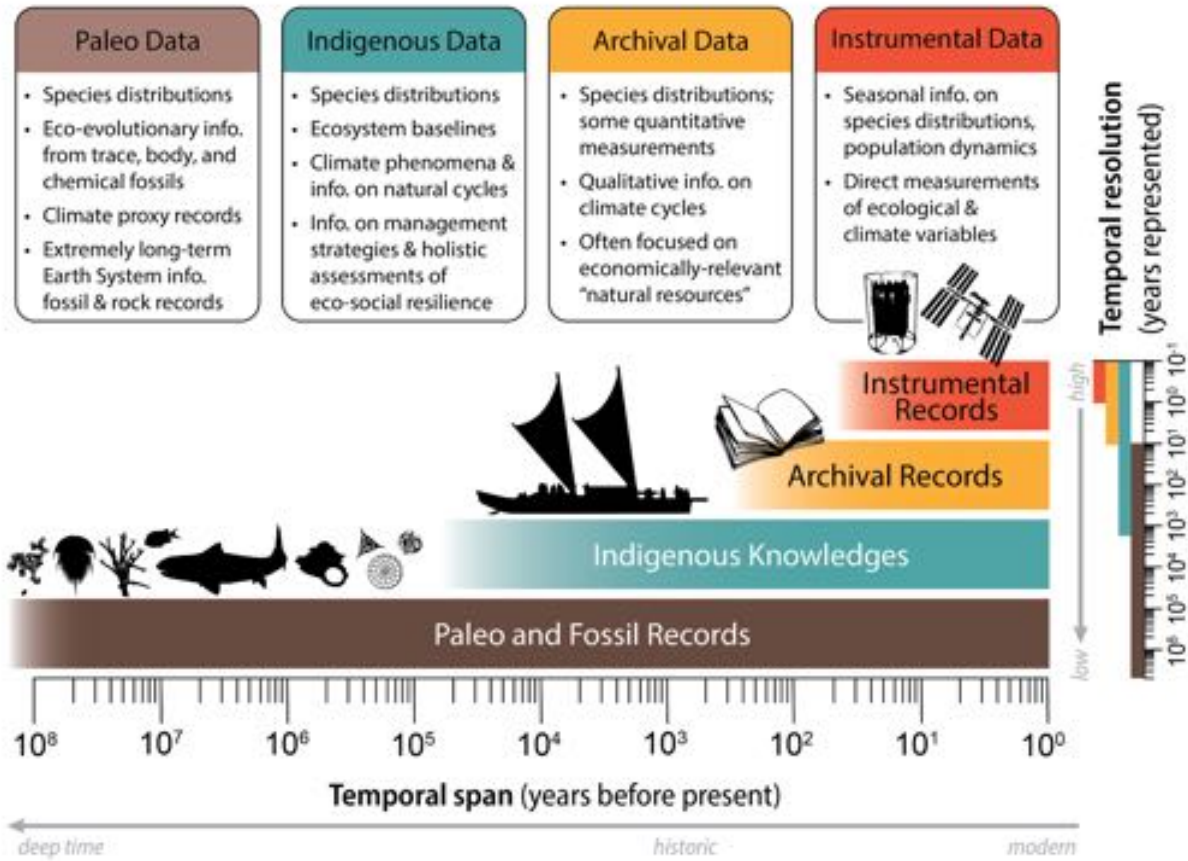 Paleo Data
• Species distributions
• Eco-evolutionary info.
from trace, body, and
chemical fossils
• Climate proxy records
• Extremely long-term
Earth System info.
fossil & rock records
Indigenous Data
• Species distributions
• Ecosystem baselines
• Climate phenomena &
info. on natural cycles
• Info. on management
strategies & holistic
assessments of
eco-social resilience
Archival Data
• Species distributions;
some quantitative
measurements
• Qualitative info. on
climate cycles
• Often focused on
economically-relevant
“natural resources”
Instrumental Data
• Seasonal info. on
species distributions,
population dynamics
• Direct measurements
of ecological &
climate variables
Temporal resolution
(years represented)
high
low
10⁻¹
10⁰
10¹
10²
10³
10⁴
10⁵
10⁶
Instrumental
Records
Archival Records
Indigenous Knowledges
Paleo and Fossil Records
10⁸ 10⁷ 10⁶ 10⁵ 10⁴ 10³ 10² 10¹ 10⁰
Temporal span (years before present)
deep time historic modern